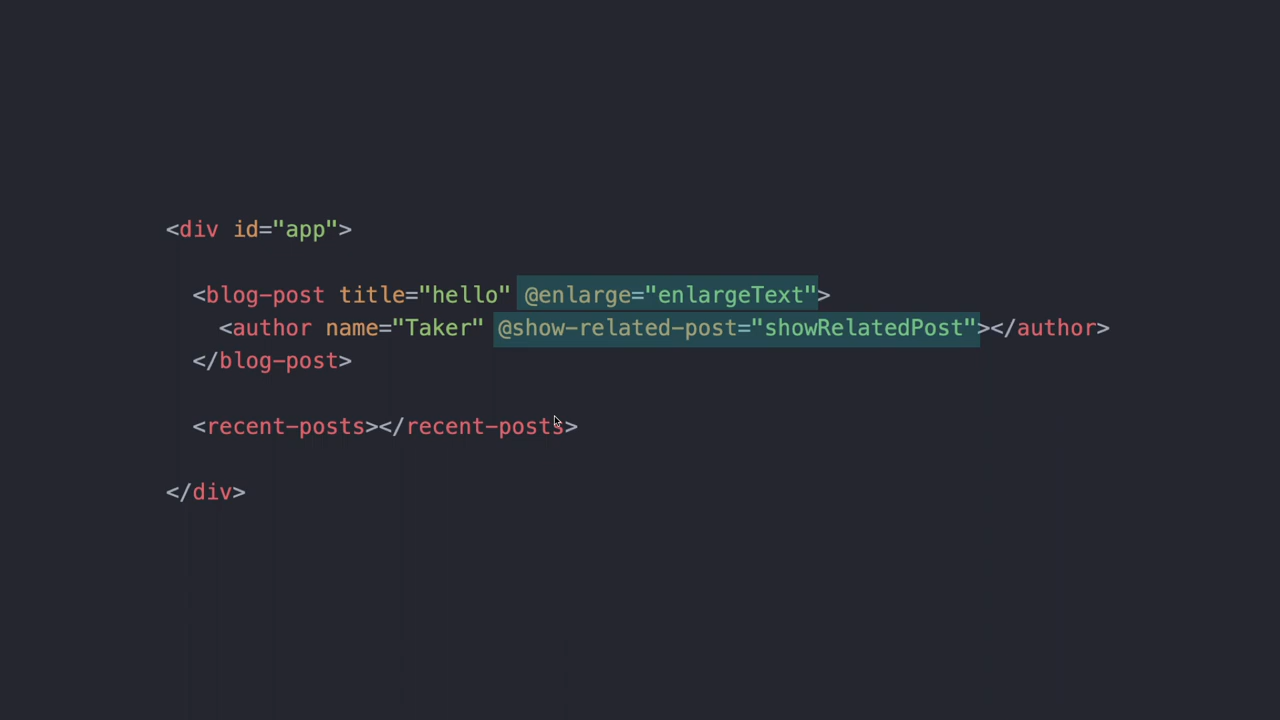 <div id="app">
<blog-post title="hello" @enlarge="enlargeText">
<author name="Taker" @show-related-post="showRelatedPost"></author>
</blog-post>
<recent-posts></recent-posts>
</div>